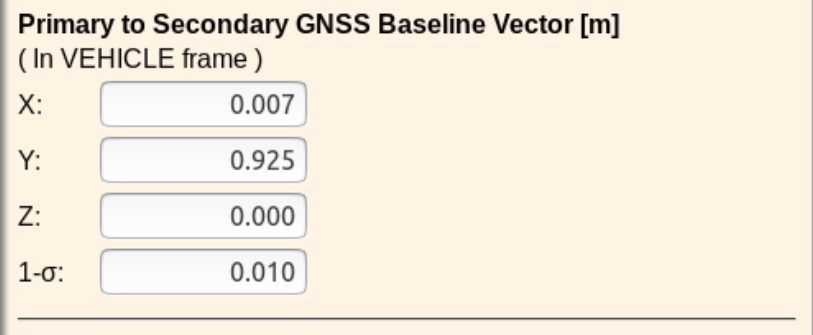 Primary to Secondary GNSS Baseline Vector [m]
( In VEHICLE frame )
X: 0.007
Y: 0.925
Z: 0.000
1-σ: 0.010